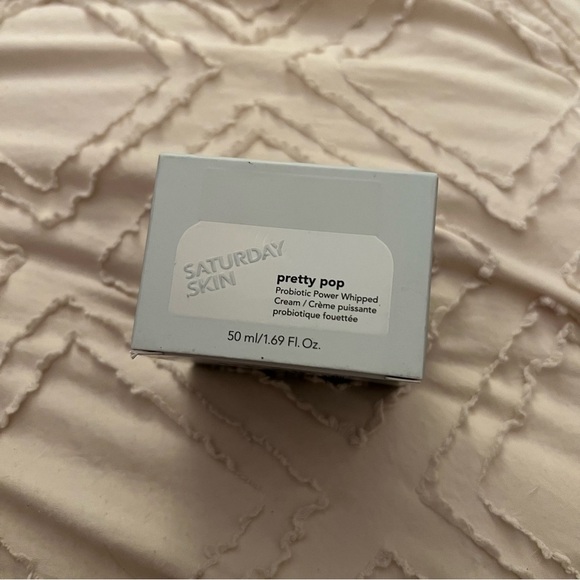 SATURDAY
SKIN
pretty pop
Probiotic Power Whipped
Cream / Crème puissante
probiotique fouettée
50 ml/1.69 Fl. Oz.